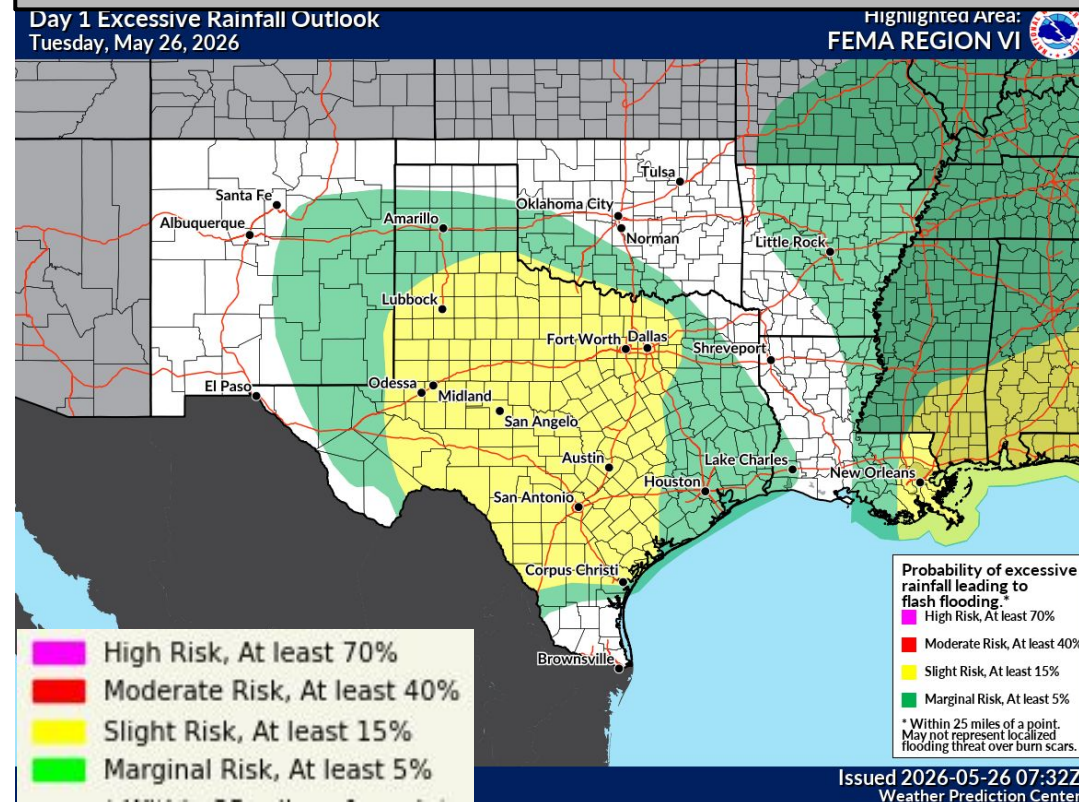 Day 1 Excessive Rainfall Outlook
Tuesday, May 26, 2026
Highlighted Area:
FEMA REGION VI
Santa Fe
Albuquerque
Amarillo
Tulsa
Oklahoma City
Norman
Little Rock
Lubbock
Fort Worth
Dallas
Shreveport
El Paso
Odessa
Midland
San Angelo
Austin
Lake Charles
Houston
New Orleans
San Antonio
Corpus Christi
Brownsville
Probability of excessive
rainfall leading to
flash flooding.*
High Risk, At least 70%
Moderate Risk, At least 40%
Slight Risk, At least 15%
Marginal Risk, At least 5%
* Within 25 miles of a point.
May not represent localized
flooding threat over burn scars.
High Risk, At least 70%
Moderate Risk, At least 40%
Slight Risk, At least 15%
Marginal Risk, At least 5%
Issued 2026-05-26 07:32Z
Weather Prediction Center